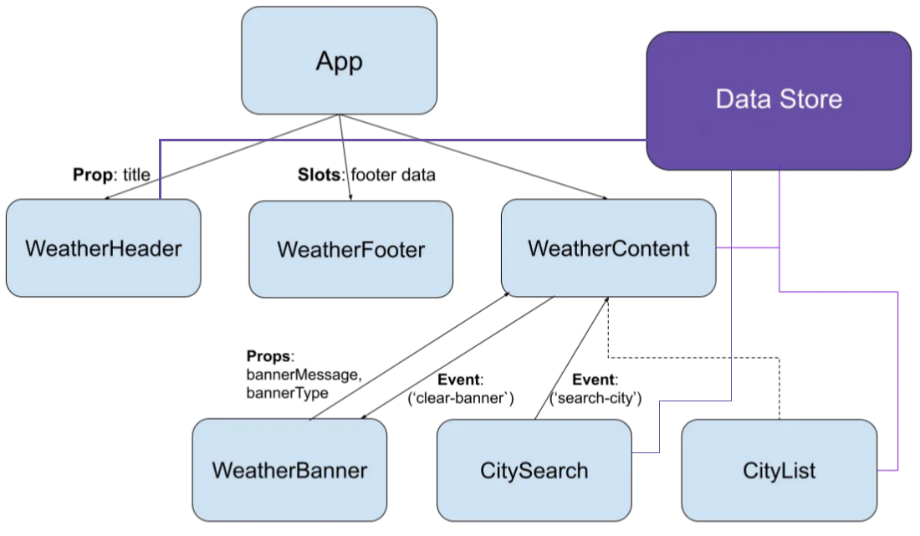 App
Data Store
Prop: title
Slots: footer data
WeatherHeader
WeatherFooter
WeatherContent
Props:
bannerMessage,
bannerType
Event:
(‘clear-banner`)
Event:
(‘search-city’)
WeatherBanner
CitySearch
CityList